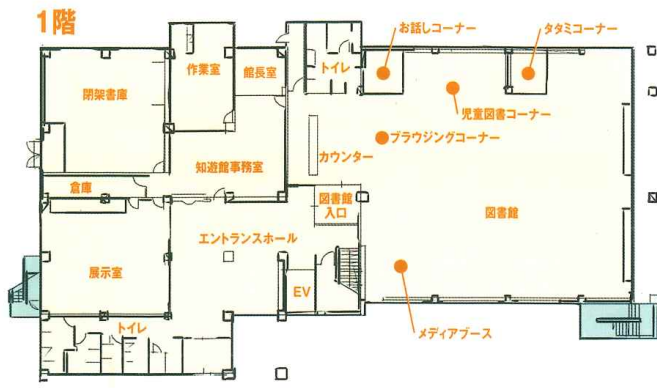 1階
お話しコーナー
タタミコーナー
作業室
館長室
トイレ
閉架書庫
児童図書コーナー
ブラウジングコーナー
カウンター
知遊館事務室
倉庫
図書館
入口
図書館
エントランスホール
展示室
EV
トイレ
メディアブース